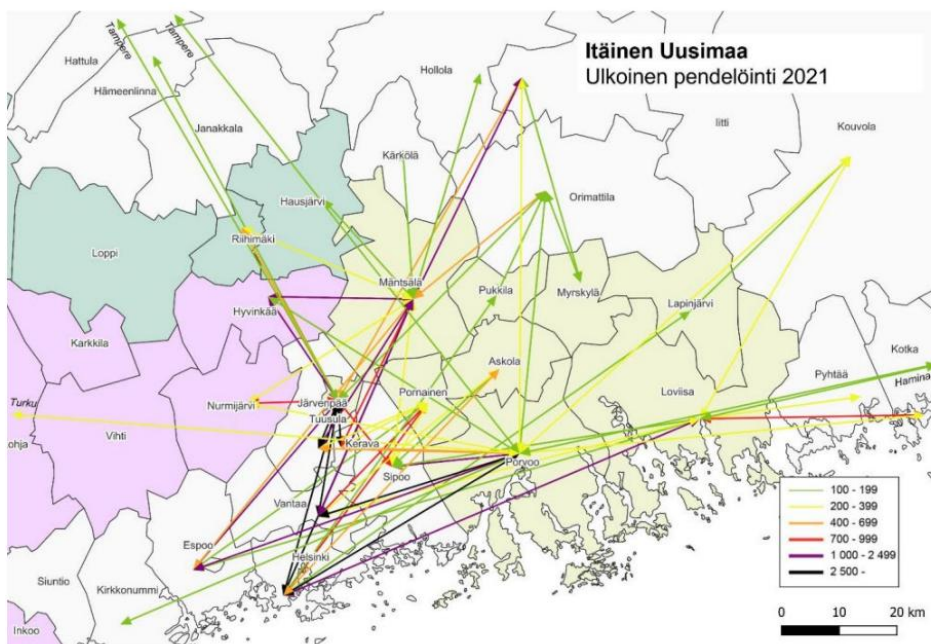 Itäinen Uusimaa
Ulkoinen pendelöinti 2021
Tampere
Tampere
Hattula
Hämeenlinna
Janakkala
Hollola
Kärkölä
Iitti
Kouvola
Orimattila
Hausjärvi
Loppi
Riihimäki
Mäntsälä
Pukkila
Myrskylä
Lapinjärvi
Hyvinkää
Karkkila
Askola
Kotka
Pyhtää
Hamina
Loviisa
Pornainen
Järvenpää
Nurmijärvi
Turku
Tuusula
Vihti
Kerava
ohja
Sipoo
Porvoo
Vantaa
Espoo
Helsinki
Siuntio
Kirkkonummi
Inkoo
100 - 199
200 - 399
400 - 699
700 - 999
1 000 - 2 499
2 500 -
0 10 20 km